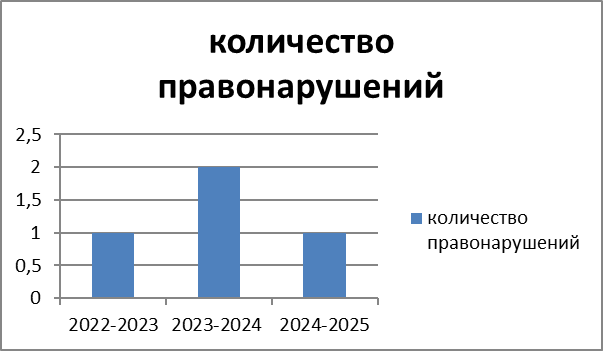 количество
правонарушений
2,5
2
1,5
1
0,5
0
2022-2023 2023-2024 2024-2025
количество
правонарушений